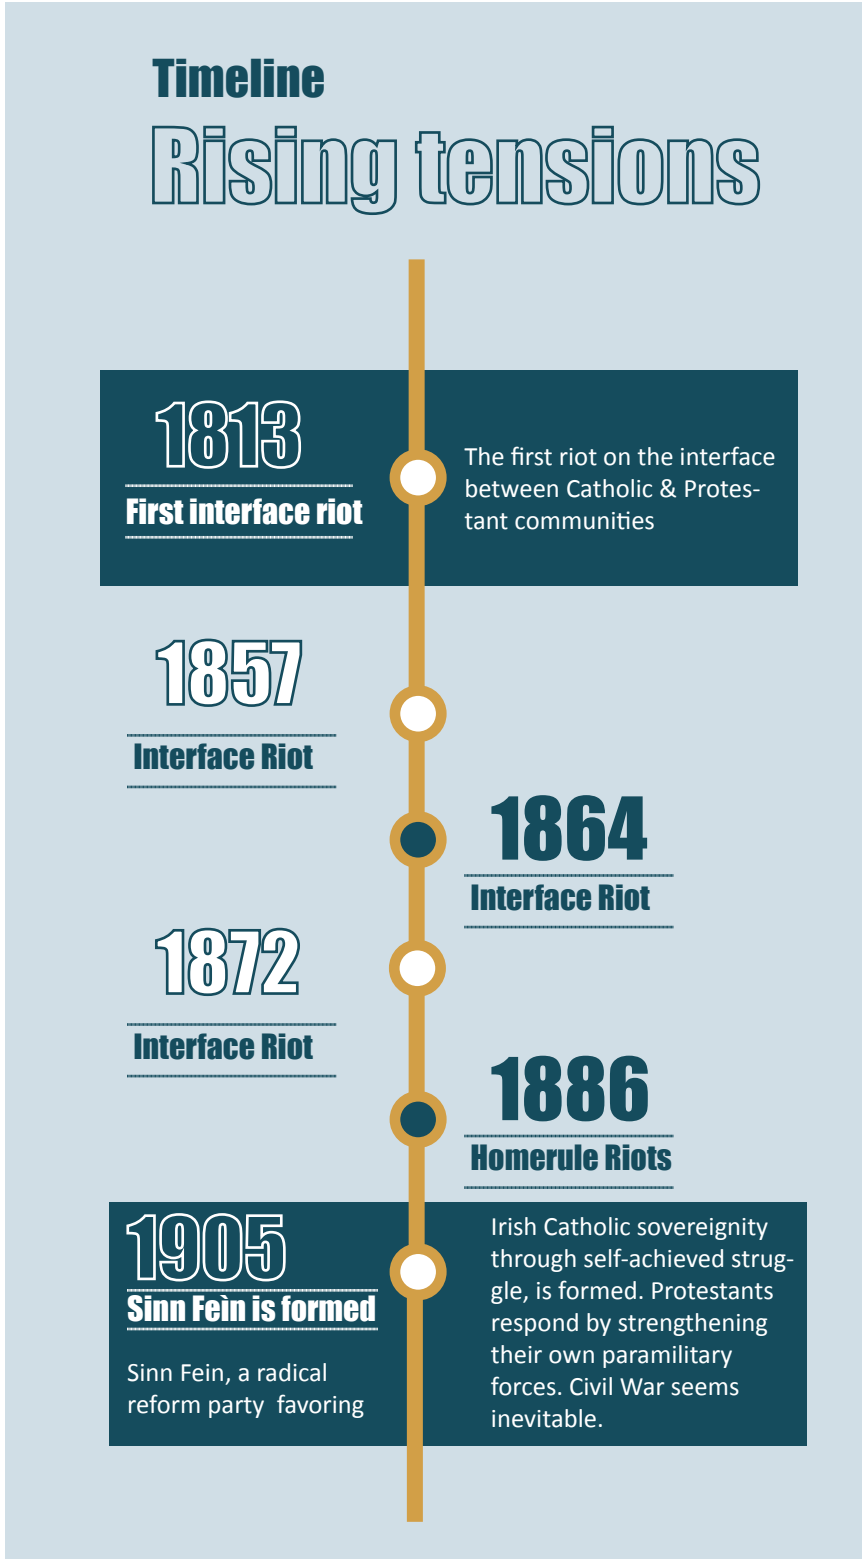 Timeline
Rising tensions
1813
First interface riot
The first riot on the interface
between Catholic & Protes-
tant communities
1857
Interface Riot
1864
Interface Riot
1872
Interface Riot
1886
Homerule Riots
1905
Sinn Feìn is formed
Sinn Fein, a radical
reform party  favoring
Irish Catholic sovereignity
through self-achieved strug-
gle, is formed. Protestants
respond by strengthening
their own paramilitary
forces. Civil War seems
inevitable.